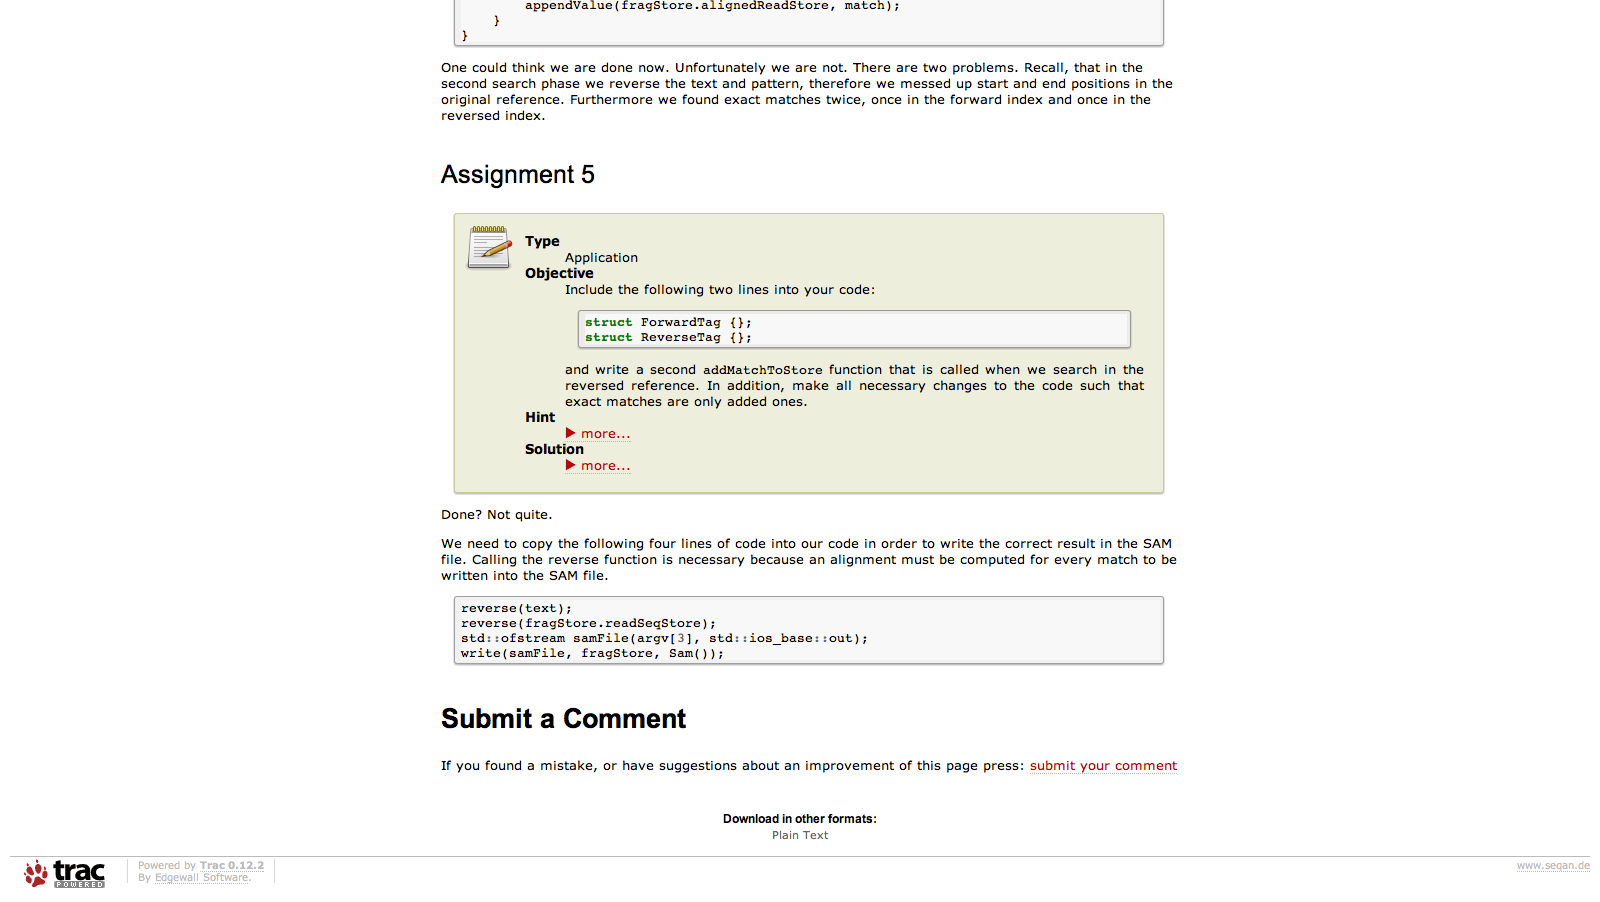 appendValue(fragStore.alignedReadStore, match);
}
}
One could think we are done now. Unfortunately we are not. There are two problems. Recall, that in the
second search phase we reverse the text and pattern, therefore we messed up start and end positions in the
original reference. Furthermore we found exact matches twice, once in the forward index and once in the
reversed index.
Assignment 5
Type
Application
Objective
Include the following two lines into your code:
struct ForwardTag {};
struct ReverseTag {};
and write a second addMatchToStore function that is called when we search in the
reversed reference. In addition, make all necessary changes to the code such that
exact matches are only added ones.
Hint
▶ more...
Solution
▶ more...
Done? Not quite.
We need to copy the following four lines of code into our code in order to write the correct result in the SAM
file. Calling the reverse function is necessary because an alignment must be computed for every match to be
written into the SAM file.
reverse(text);
reverse(fragStore.readSeqStore);
std::ofstream samFile(argv[3], std::ios_base::out);
write(samFile, fragStore, Sam());
Submit a Comment
If you found a mistake, or have suggestions about an improvement of this page press: submit your comment
Download in other formats:
Plain Text
trac
POWERED
Powered by Trac 0.12.2
By Edgewall Software.
www.seqan.de